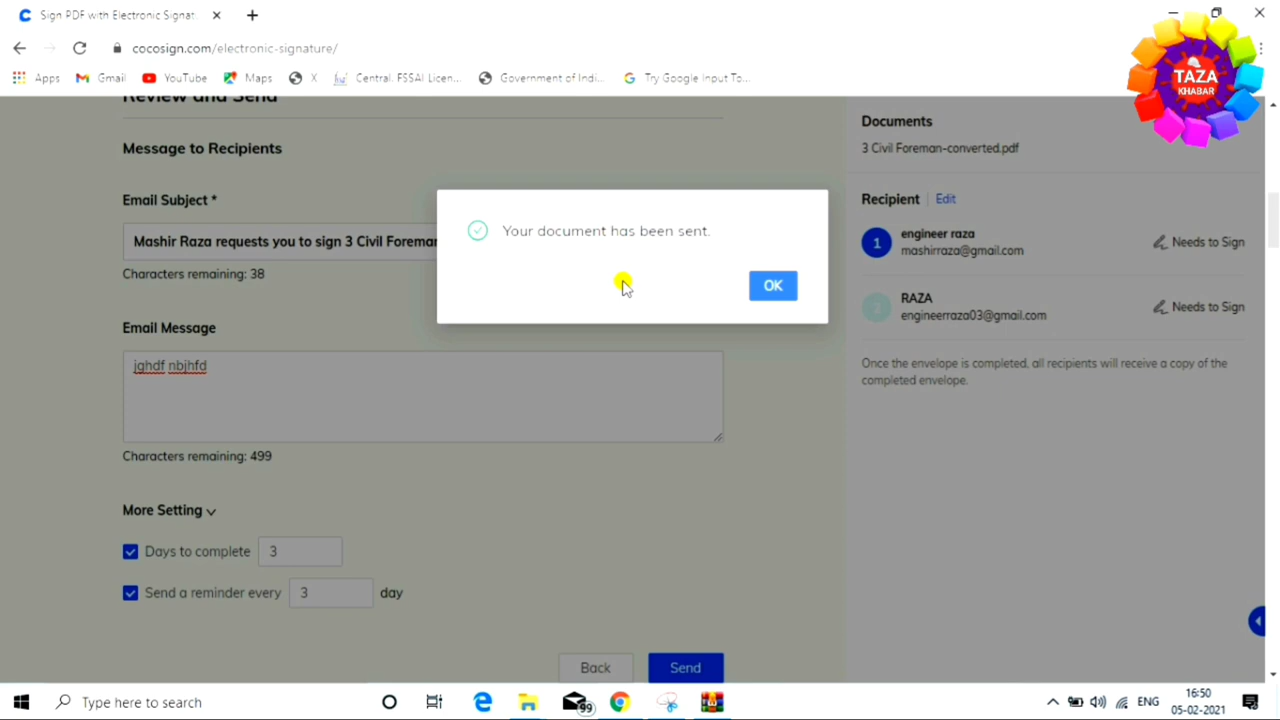 Sign PDF with Electronic Signat
cocosign.com/electronic-signature/
Apps Gmail YouTube Maps X Central. FSSAI Licen... Government of Indi... Try Google Input To...
TAZA
KHABAR
Review and Send
Message to Recipients
Email Subject *
Mashir Raza requests you to sign 3 Civil Foreman
Characters remaining: 38
Your document has been sent.
OK
Email Message
jghdf nbjhfd
Characters remaining: 499
More Setting
Days to complete 3
Send a reminder every 3 day
Back Send
Documents
3 Civil Foreman-converted.pdf
Recipient Edit
1 engineer raza
mashirraza@gmail.com
Needs to Sign
2 RAZA
engineerraza03@gmail.com
Needs to Sign
Once the envelope is completed, all recipients will receive a copy of the
completed envelope.
Type here to search
99
ENG
16:50
05-02-2021